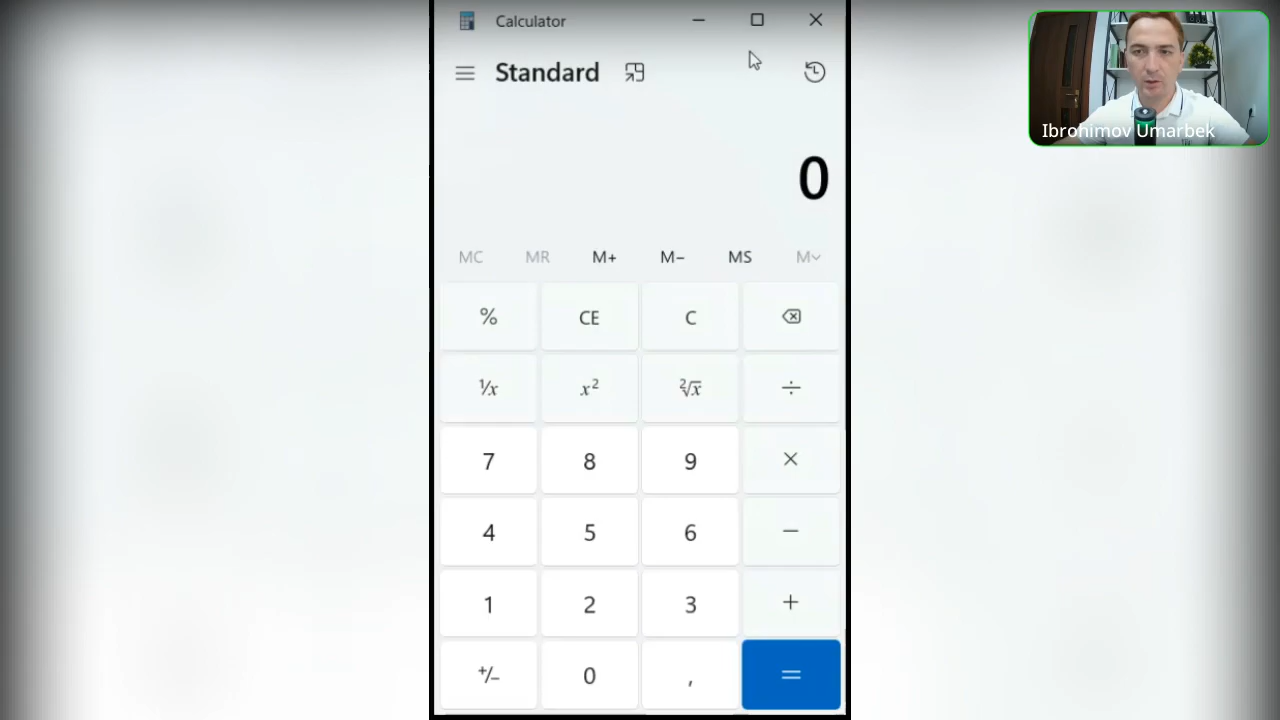 Calculator
Standard
0
MC MR M+ M− MS M
% CE C
⅟x x² ²√x ÷
7 8 9 ×
4 5 6 −
1 2 3 +
+/− 0 , =
Ibrohimov Umarbek